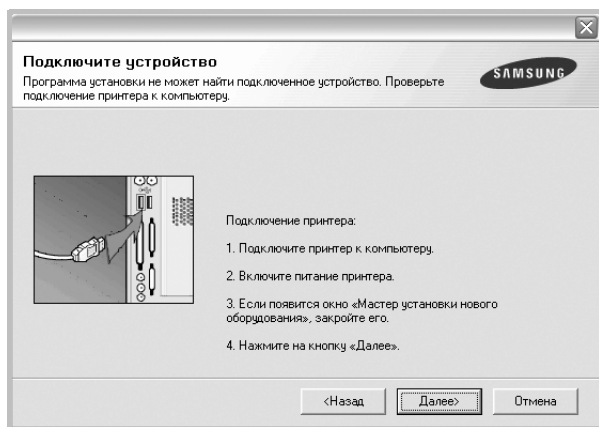 Подключите устройство
Программа установки не может найти подключенное устройство. Проверьте
подключение принтера к компьютеру.
SAMSUNG
Подключение принтера:
1. Подключите принтер к компьютеру.
2. Включите питание принтера.
3. Если появится окно «Мастер установки нового
оборудования», закройте его.
4. Нажмите на кнопку «Далее».
<Назад
Далее>
Отмена